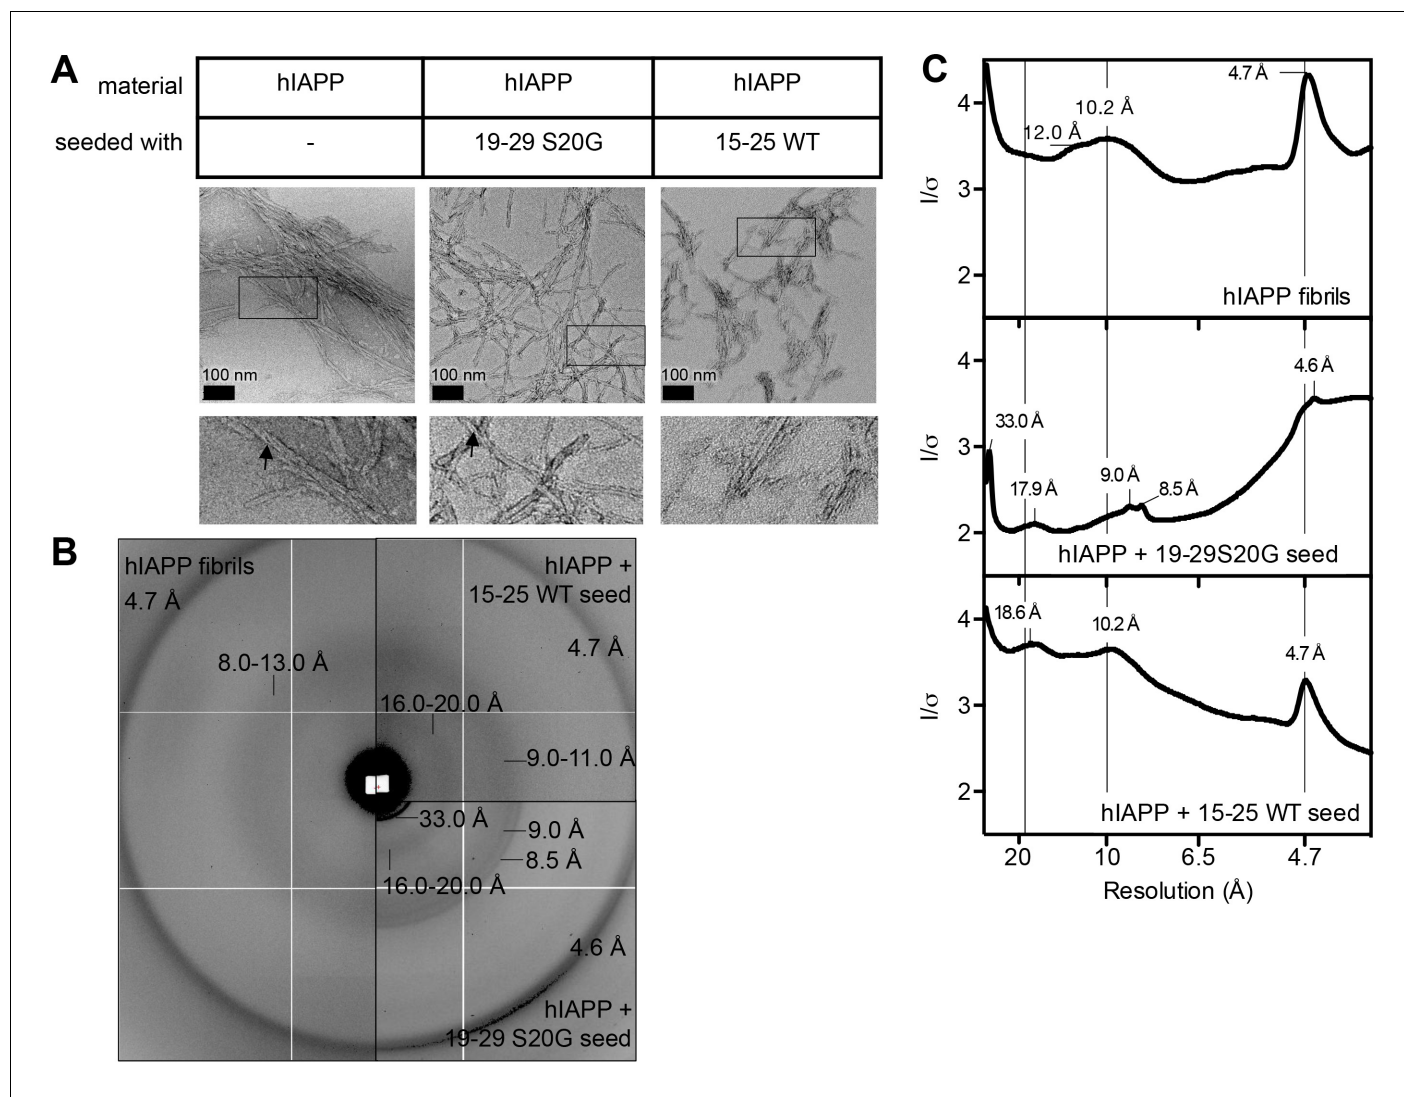 A
material hIAPP hIAPP hIAPP
seeded with - 19-29 S20G 15-25 WT
100 nm 100 nm 100 nm
B
hIAPP fibrils
4.7 Å
hIAPP +
15-25 WT seed
4.7 Å
8.0-13.0 Å
16.0-20.0 Å
9.0-11.0Å
33.0 Å
9.0 Å
8.5 Å
16.0-20.0 Å
4.6 Å
hIAPP +
19-29 S20G seed
C
4.7 Å
4
10.2 Å
12.0 Å
3
I/σ
2
hIAPP fibrils
4
4.6 Å
33.0 Å
3
I/σ
17.9 Å
9.0 Å
8.5 Å
2
hIAPP + 19-29S20G seed
4
18.6 Å
10.2 Å
4.7 Å
3
I/σ
2
hIAPP + 15-25 WT seed
20 10 6.5 4.7
Resolution (Å)